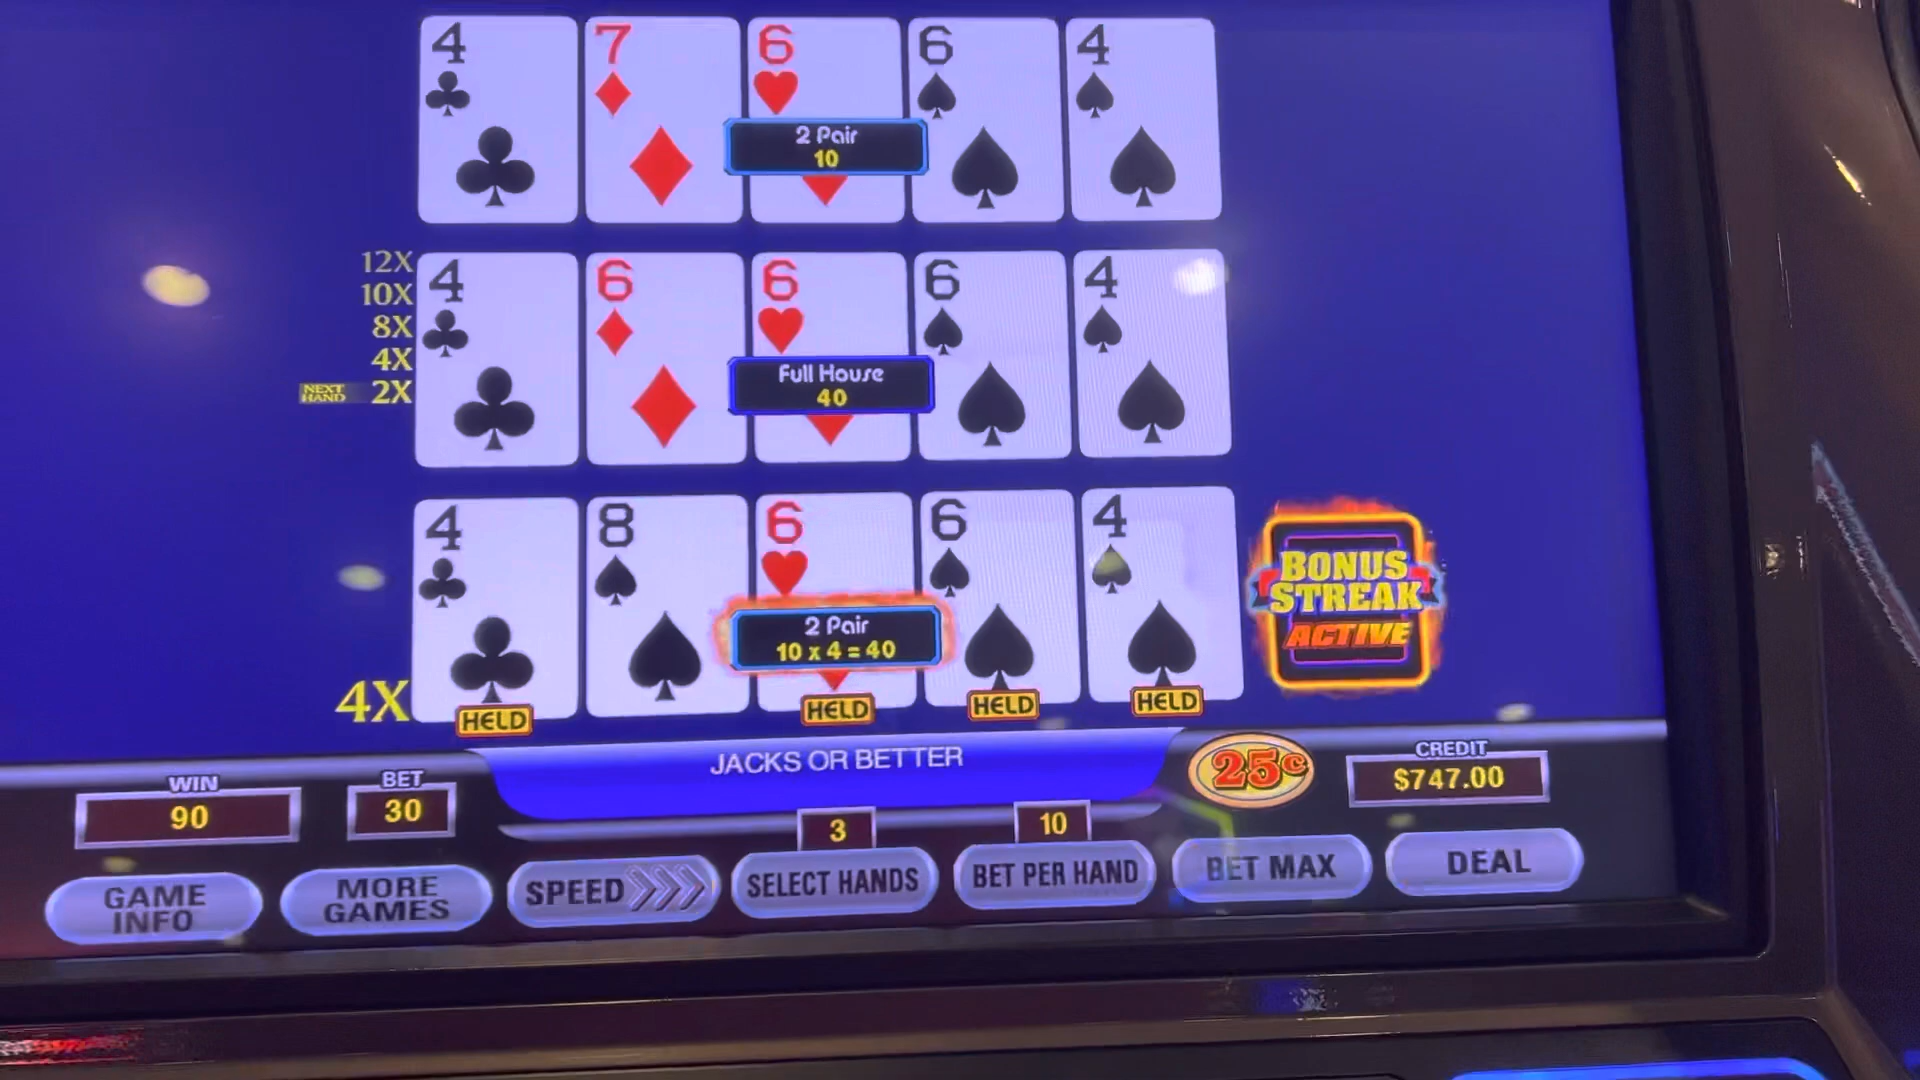 4 7 6 6 4
2 Pair
10
12X
10X
8X
4X
NEXT HAND 2X
4 6 6 6 4
Full House
40
4 8 6 6 4
2 Pair
10 x 4 = 40
BONUS
STREAK
ACTIVE
4X
HELD HELD HELD HELD
JACKS OR BETTER
25¢
CREDIT
$747.00
WIN
90
BET
30
3
10
GAME
INFO
MORE
GAMES
SPEED
SELECT HANDS
BET PER HAND
BET MAX
DEAL